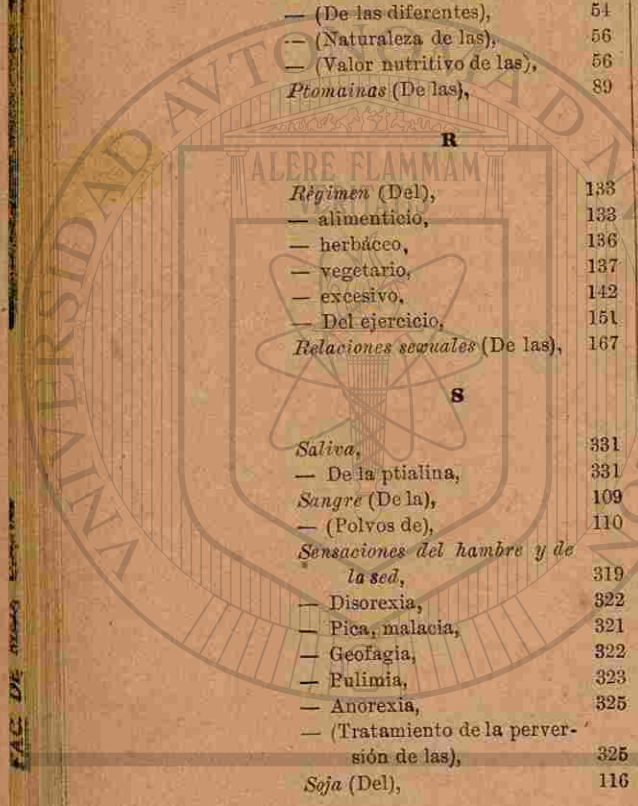 — (De las diferentes), 54
— (Naturaleza de las), 56
— (Valor nutritivo de las), 56
Ptomainas (De las), 89
R
ALERE FLAMMAM
Régimen (Del), 133
— alimenticio, 133
— herbáceo, 136
— vegetario, 137
— excesivo, 142
— Del ejercicio, 151
Relaciones sexuales (De las), 167
S
Saliva, 331
— De la ptialina, 331
Sangre (De la), 109
— (Polvos de), 110
Sensaciones del hambre y de
la sed, 319
— Disorexia, 322
— Pica, malacia, 321
— Geofagia, 322
— Pulimia, 323
— Anorexia, 325
— (Tratamiento de la perver-
sión de las), 325
Soja (Del), 116
FAC. DE